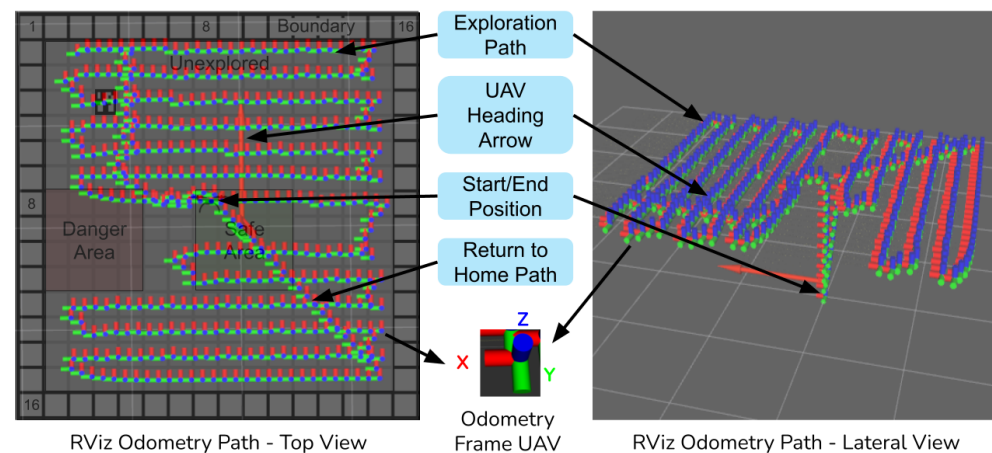 1
8
Boundary
16
Unexplored
8
Danger
Area
Safe
Area
16
Exploration
Path
UAV
Heading
Arrow
Start/End
Position
Return to
Home Path
Z
X
Y
Odometry
Frame UAV
RViz Odometry Path - Top View
RViz Odometry Path - Lateral View